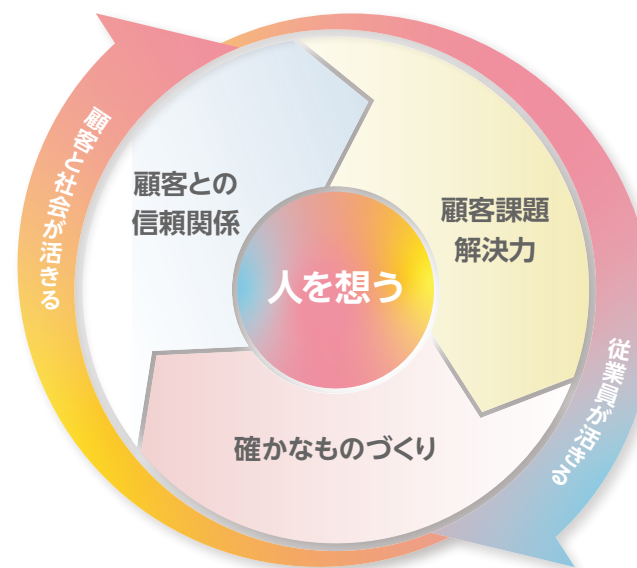 顧客と社会が活きる
顧客との
信頼関係
顧客課題
解決力
人を想う
確かなものづくり
従業員が活きる